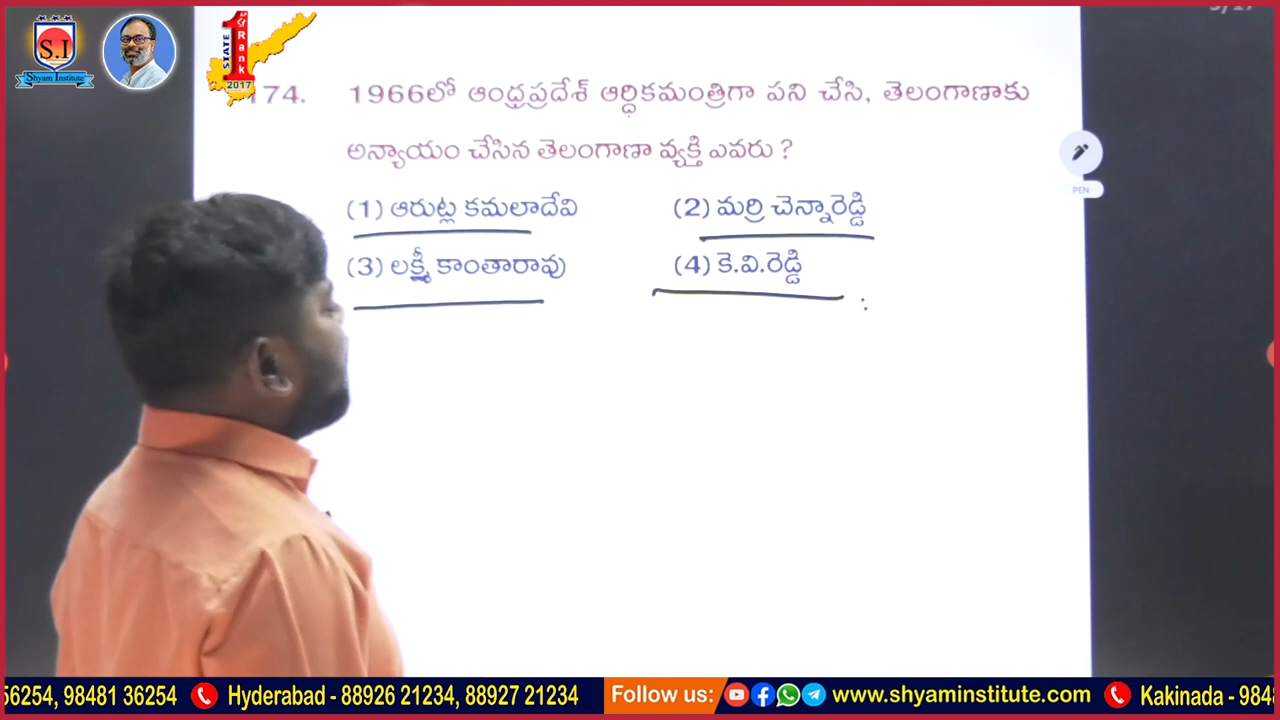 S.I
Shyam Institute
STATE
1
Rank
2017
174. 1966లో ఆంధ్రప్రదేశ్ ఆర్థికమంత్రిగా పని చేసి, తెలంగాణాకు
అన్యాయం చేసిన తెలంగాణా వ్యక్తి ఎవరు ?
(1) ఆరుట్ల కమలాదేవి (2) మర్రి చెన్నారెడ్డి
(3) లక్ష్మీ కాంతారావు (4) కె.వి.రెడ్డి
PEN
56254, 98481 36254 Hyderabad - 88926 21234, 88927 21234 Follow us: www.shyaminstitute.com Kakinada - 984